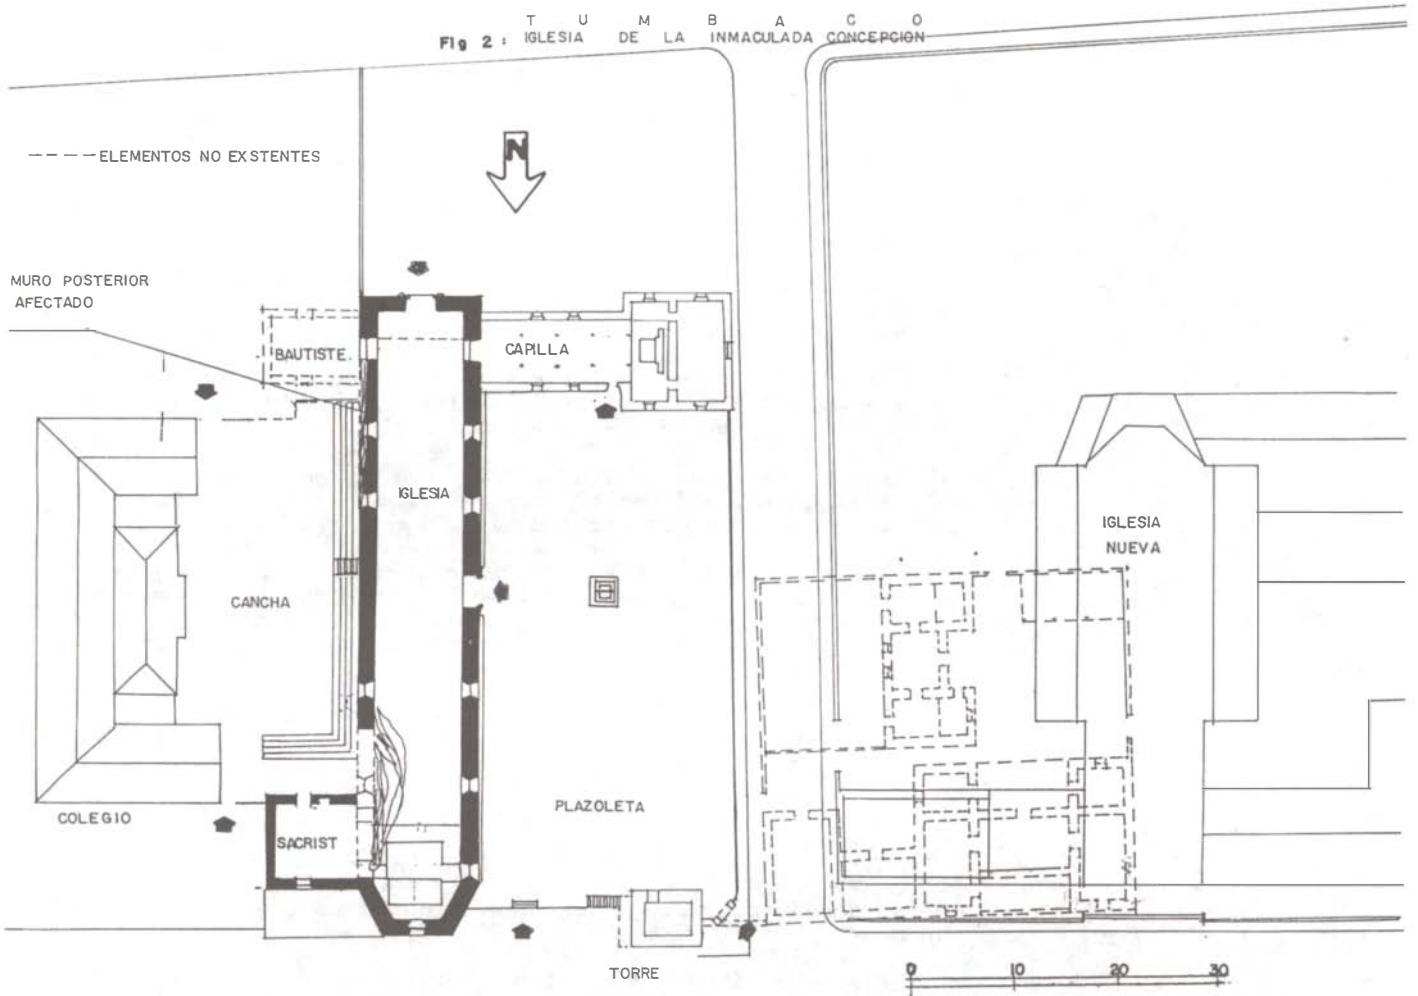 T U M B A C O
Fig 2 : IGLESIA DE LA INMACULADA CONCEPCION
N
ELEMENTOS NO EXSTENTES
MURO POSTERIOR
AFECTADO
BAUTISTE.
CAPILLA
IGLESIA
IGLESIA
NUEVA
CANCHA
PLAZOLETA
COLEGIO
SACRIST
TORRE
0 10 20 30